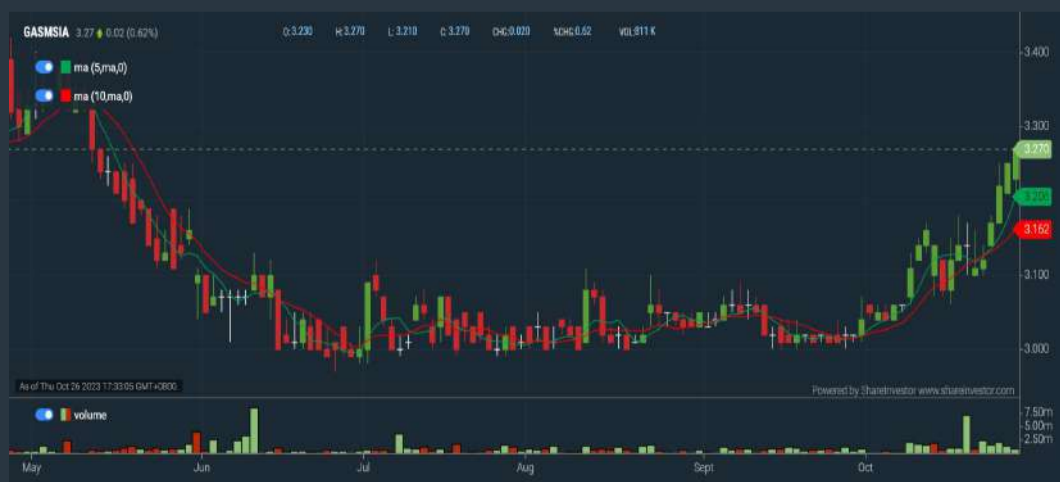 GASMSIA 3.27 0.02 (0.62%) O:3.230 H:3.270 L:3.210 C:3.270 CHG:0.020 %CHG:0.62 VOL:811 K
ma (5,ma,0)
ma (10,ma,0)
3.400
3.300
3.270
3.206
3.162
3.100
3.000
As of Thu Oct 26 2023 17:33:05 GMT+0800
Powered by ShareInvestor www.shareinvestor.com
volume
7.50m
5.00m
2.50m
May Jun Jul Aug Sept Oct